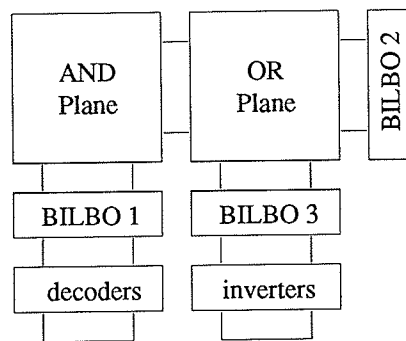 AND
Plane
OR
Plane
BILBO 2
BILBO 1
BILBO 3
decoders
inverters